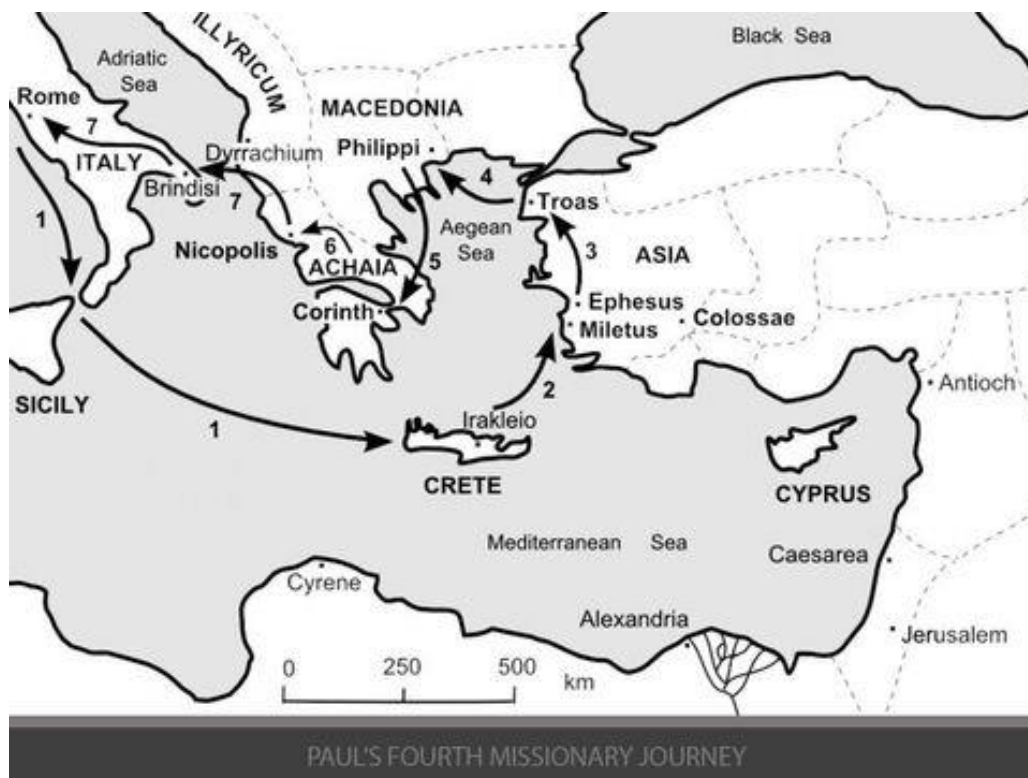 Black Sea
ILLYRICUM
Adriatic
Sea
Rome
MACEDONIA
7
Philippi
Dyrrachium
ITALY
4
Brindisi
Troas
7
1
Aegean
Sea
Nicopolis
6
3
5
ASIA
ACHAIA
Ephesus
Corinth
Miletus
Colossae
2
Antioch
SICILY
1
Irakleio
CRETE
CYPRUS
Mediterranean Sea
Caesarea
Cyrene
Alexandria
Jerusalem
0 250 500
km
PAUL'S FOURTH MISSIONARY JOURNEY